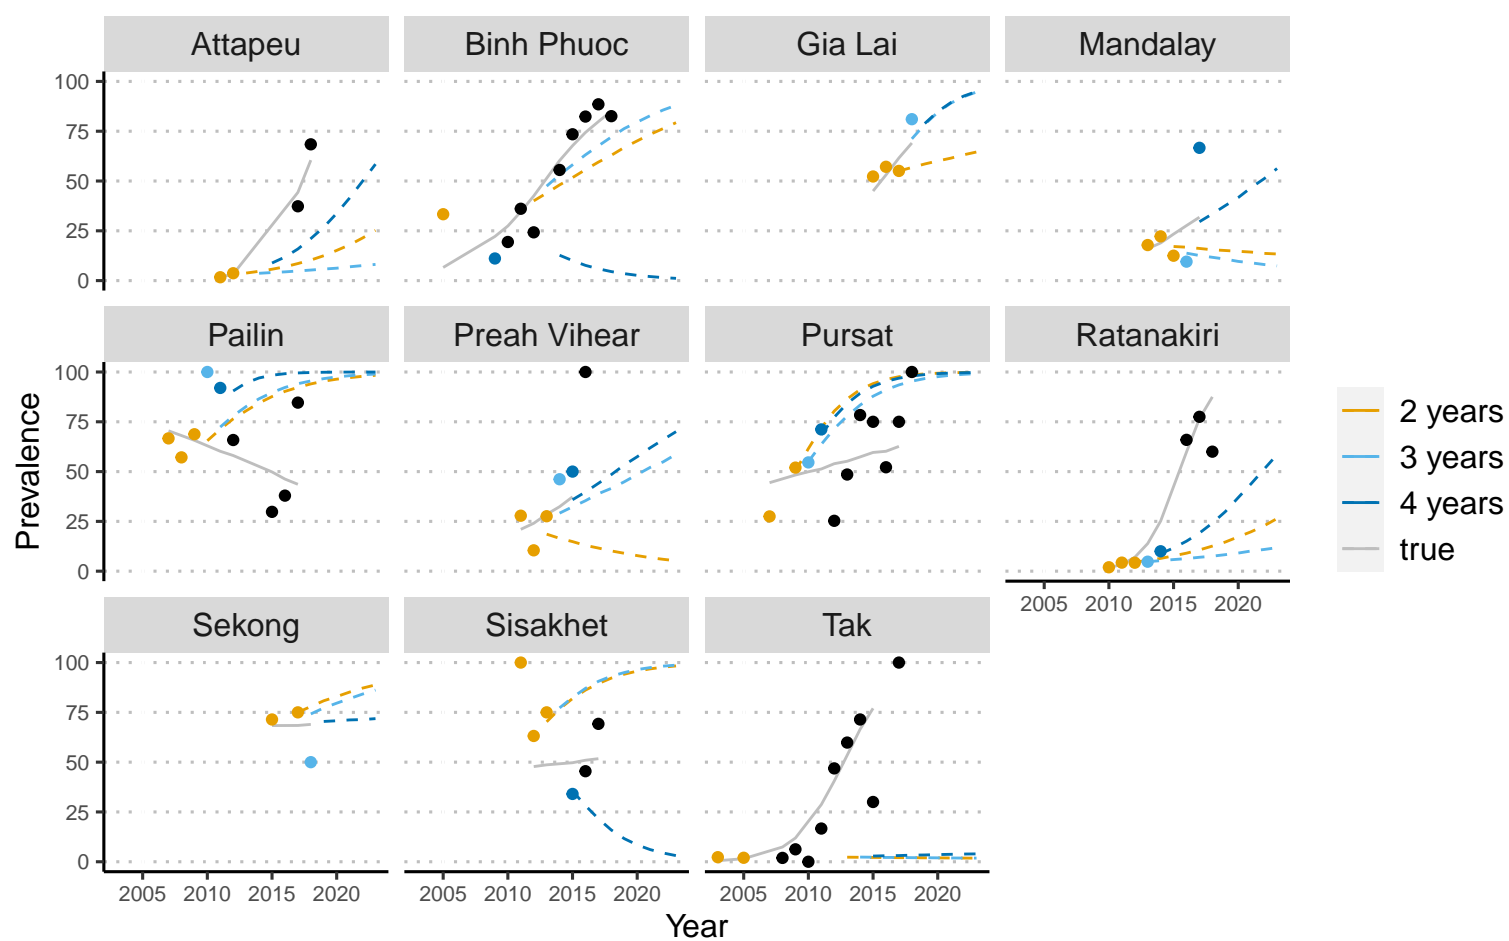 Attapeu Binh Phuoc Gia Lai Mandalay
100
75
50
25
0
Pailin Preah Vihear Pursat Ratanakiri
100
75
50
25
0
2005 2010 2015 2020
Sekong Sisakhet Tak
100
75
50
25
0
2005 2010 2015 2020 2005 2010 2015 2020 2005 2010 2015 2020
Year
Prevalence
2 years
3 years
4 years
true